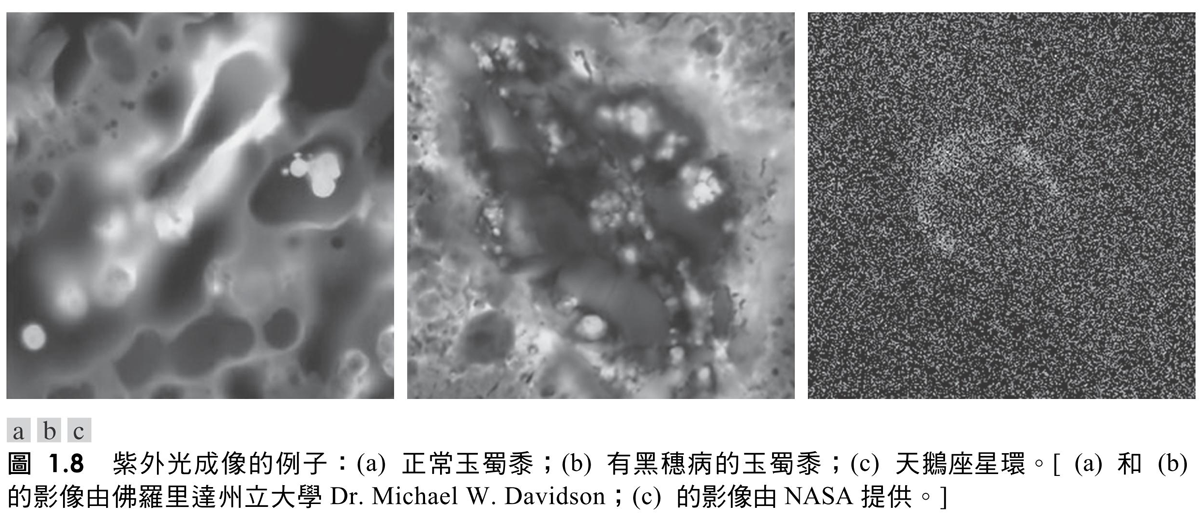 a b c
圖 1.8 紫外光成像的例子：(a) 正常玉蜀黍；(b) 有黑穗病的玉蜀黍；(c) 天鵝座星環。[ (a) 和 (b)
的影像由佛羅里達州立大學 Dr. Michael W. Davidson；(c) 的影像由 NASA 提供。]